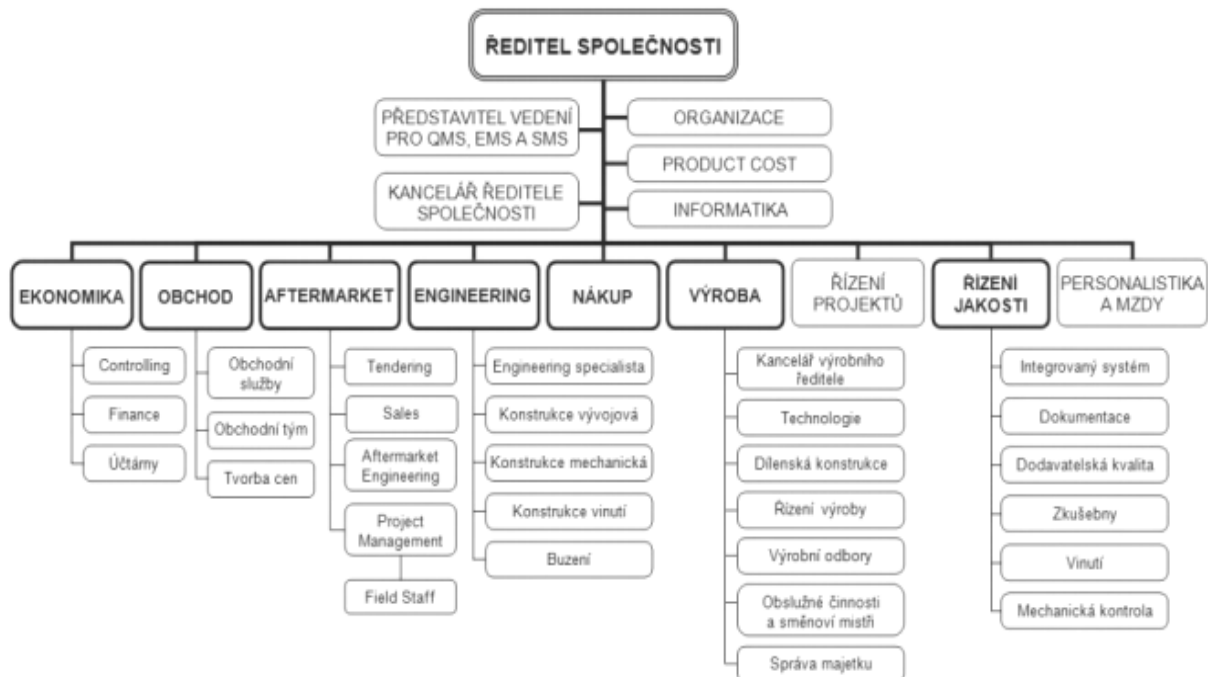 ŘEDITEL SPOLEČNOSTI
PŘEDSTAVITEL VEDENÍ
PRO QMS, EMS A SMS
ORGANIZACE
PRODUCT COST
KANCELÁŘ ŘEDITELE
SPOLEČNOSTI
INFORMATIKA
EKONOMIKA
OBCHOD
AFTERMARKET
ENGINEERING
NÁKUP
VÝROBA
ŘÍZENÍ
PROJEKTŮ
ŘÍZENÍ
JAKOSTI
PERSONALISTIKA
A MZDY
Controlling
Finance
Účtárny
Obchodní
služby
Obchodní tým
Tvorba cen
Tendering
Sales
Aftermarket
Engineering
Project
Management
Field Staff
Engineering specialista
Konstrukce vývojová
Konstrukce mechanická
Konstrukce vinutí
Buzení
Kancelář výrobního
ředitele
Technologie
Dílenská konstrukce
Řízení výroby
Výrobní odbory
Obslužné činnosti
a směnoví mistři
Správa majetku
Integrovaný systém
Dokumentace
Dodavatelská kvalita
Zkušebny
Vinutí
Mechanická kontrola